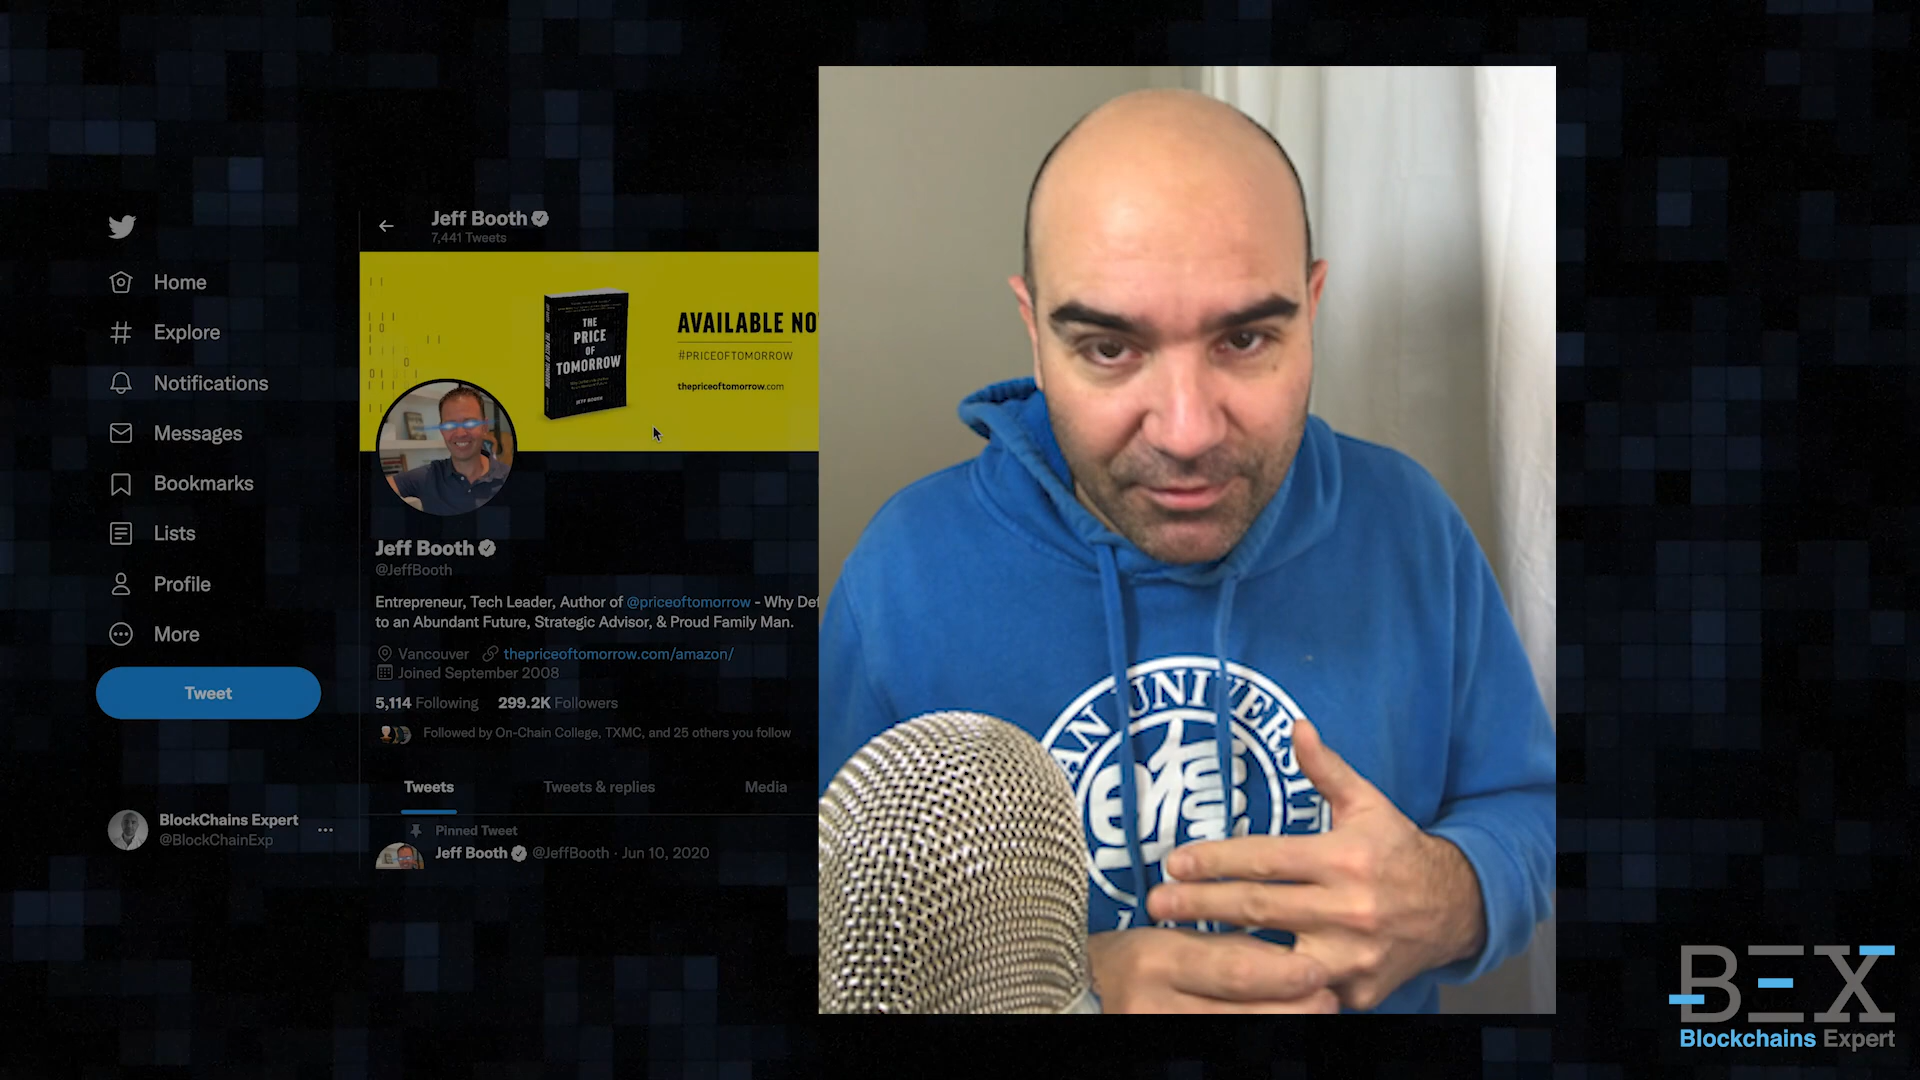 Jeff Booth
7,441 Tweets
Home
Explore
Notifications
Messages
Bookmarks
Lists
Profile
More
Tweet
BlockChains Expert
@BlockChainExp
THE
PRICE
OF
TOMORROW
JEFF BOOTH
AVAILABLE NO
#PRICEOFTOMORROW
thepriceoftomorrow.com
Jeff Booth
@JeffBooth
Entrepreneur, Tech Leader, Author of @priceoftomorrow - Why Def
to an Abundant Future, Strategic Advisor, & Proud Family Man.
Vancouver thepriceoftomorrow.com/amazon/
Joined September 2008
5,114 Following 299.2K Followers
Followed by On-Chain College, TXMC, and 25 others you follow
Tweets Tweets & replies Media
Pinned Tweet
Jeff Booth @JeffBooth · Jun 10, 2020
AN UNIVERSIT
BEX
Blockchains Expert